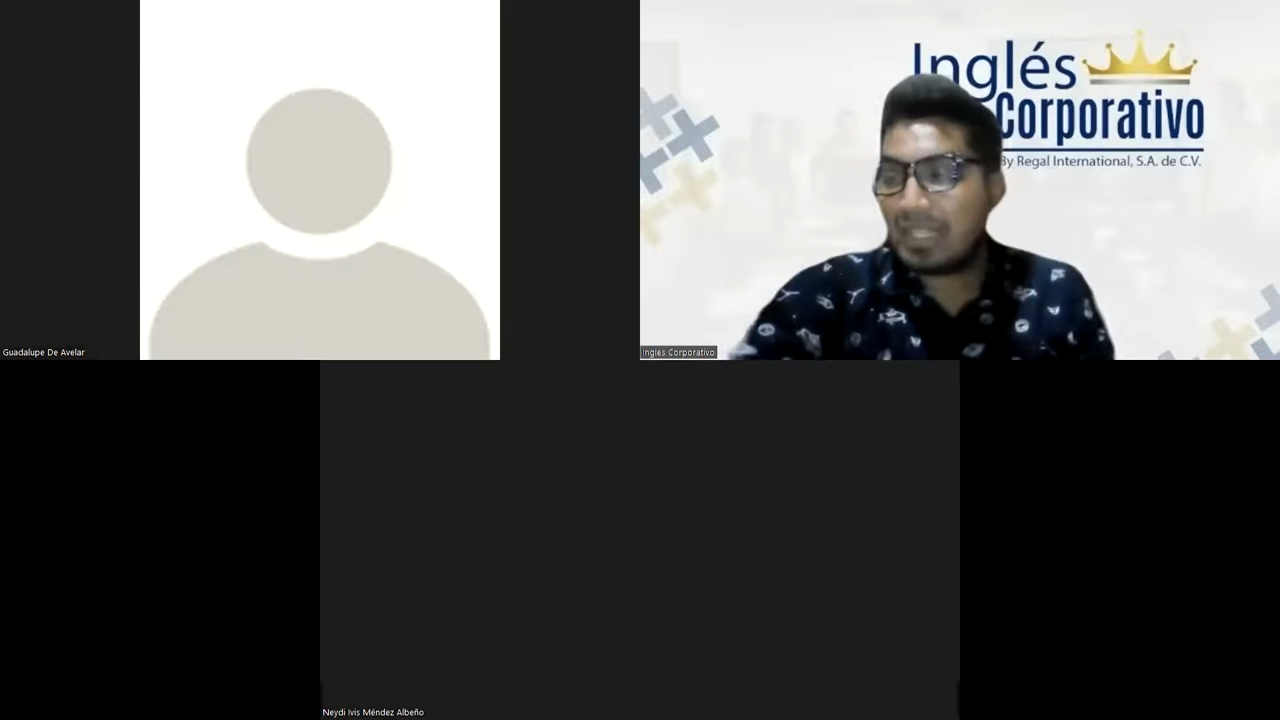 Inglés
Corporativo
By Regal International, S.A. de C.V.
Guadalupe De Avelar
Ingles Corporativo
Neydi Ivis Méndez Albeño